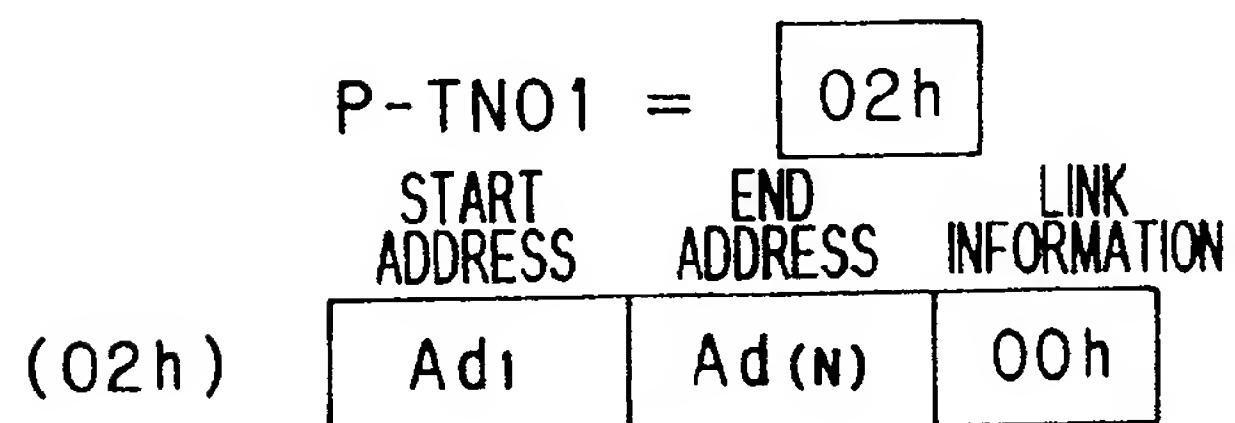 P-TNO1 = 02h
START ADDRESS END ADDRESS LINK INFORMATION
(02h) Ad1 Ad(N) 00h